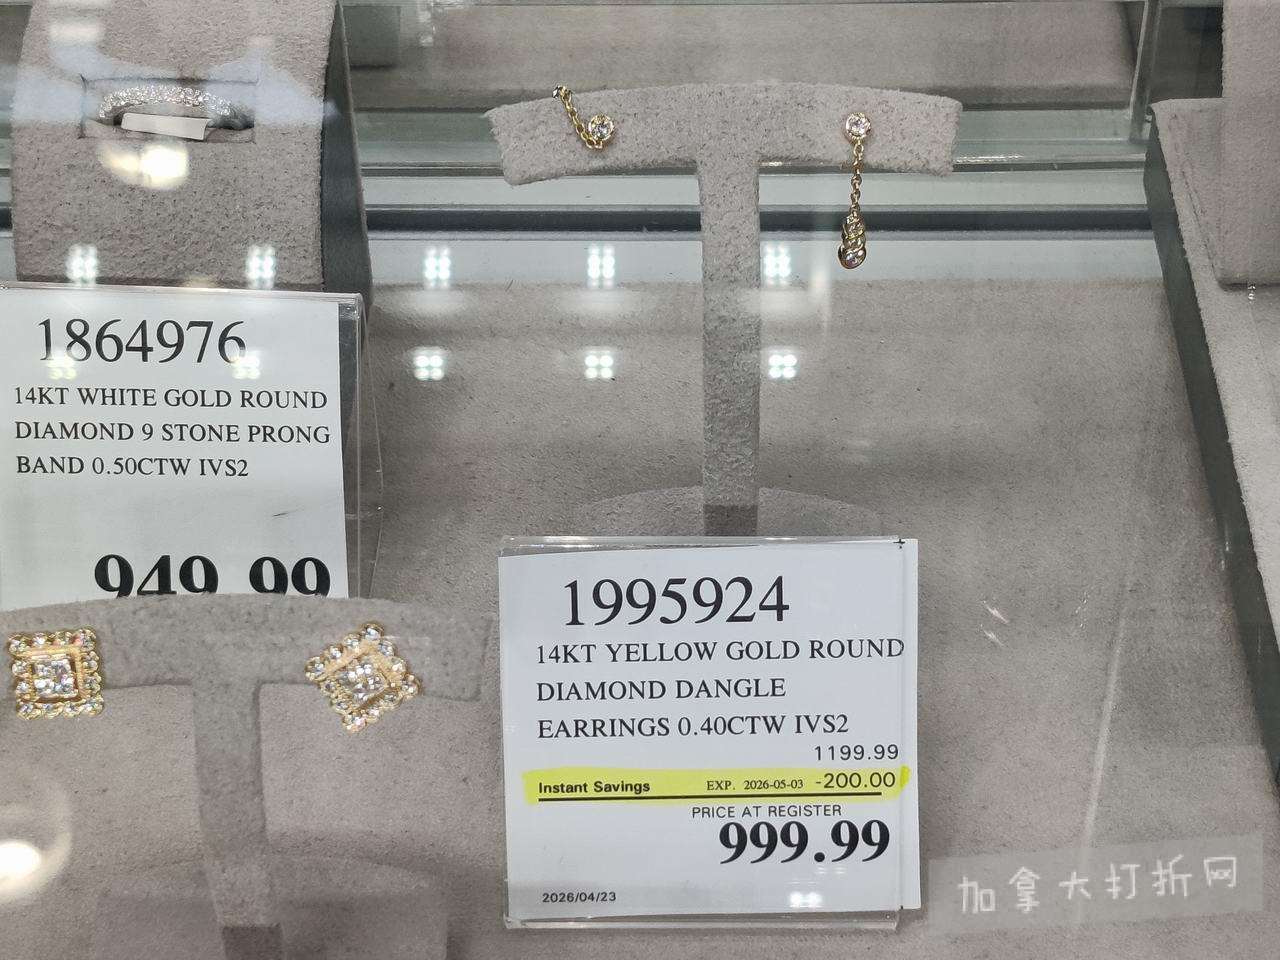 1864976
14KT WHITE GOLD ROUND
DIAMOND 9 STONE PRONG
BAND 0.50CTW IVS2
949.99
1995924
14KT YELLOW GOLD ROUND
DIAMOND DANGLE
EARRINGS 0.40CTW IVS2
1199.99
Instant Savings EXP. 2026-05-03 -200.00
PRICE AT REGISTER
999.99
2026/04/23
加拿大打折网